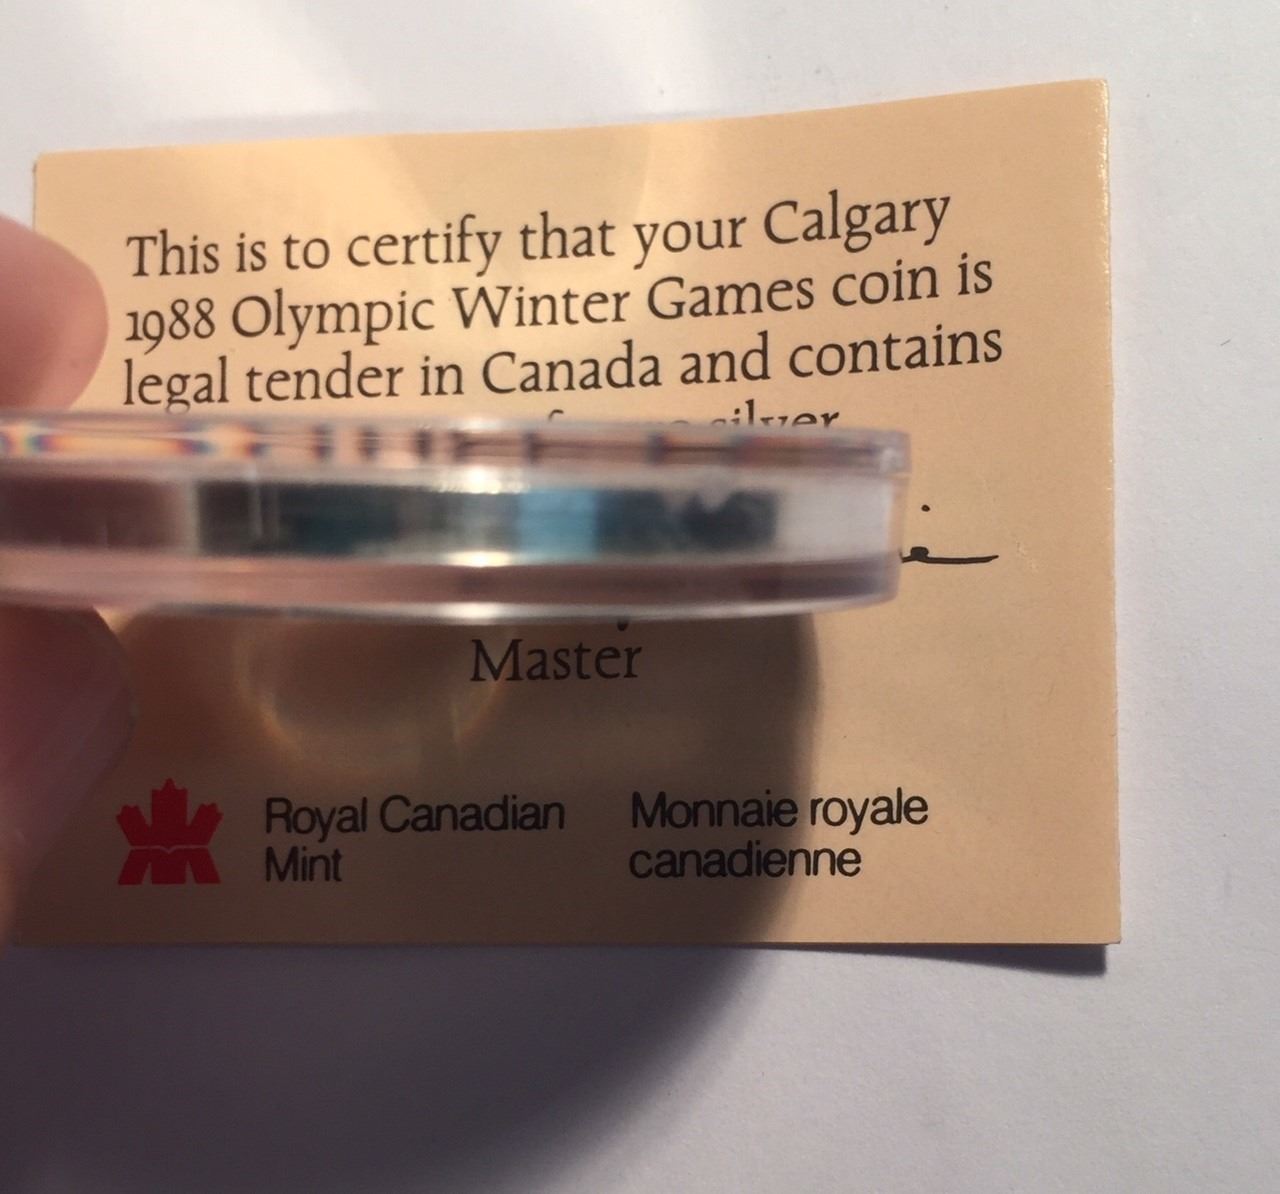 This is to certify that your Calgary
1988 Olympic Winter Games coin is
legal tender in Canada and contains
silver
Master
Royal Canadian Mint
Monnaie royale canadienne